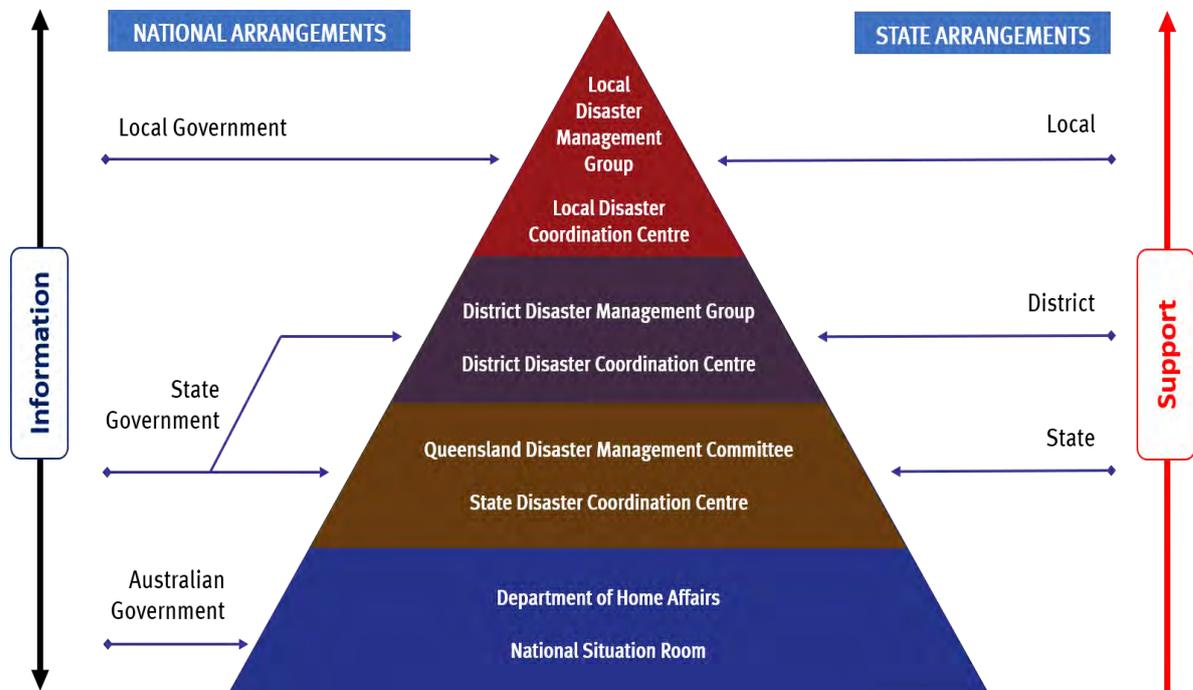 NATIONAL ARRANGEMENTS
STATE ARRANGEMENTS
Local
Disaster
Management
Group
Local Disaster
Coordination Centre
Local Government
Local
District Disaster Management Group
District Disaster Coordination Centre
District
State
Government
Queensland Disaster Management Committee
State Disaster Coordination Centre
State
Australian
Government
Department of Home Affairs
National Situation Room
Information
Support